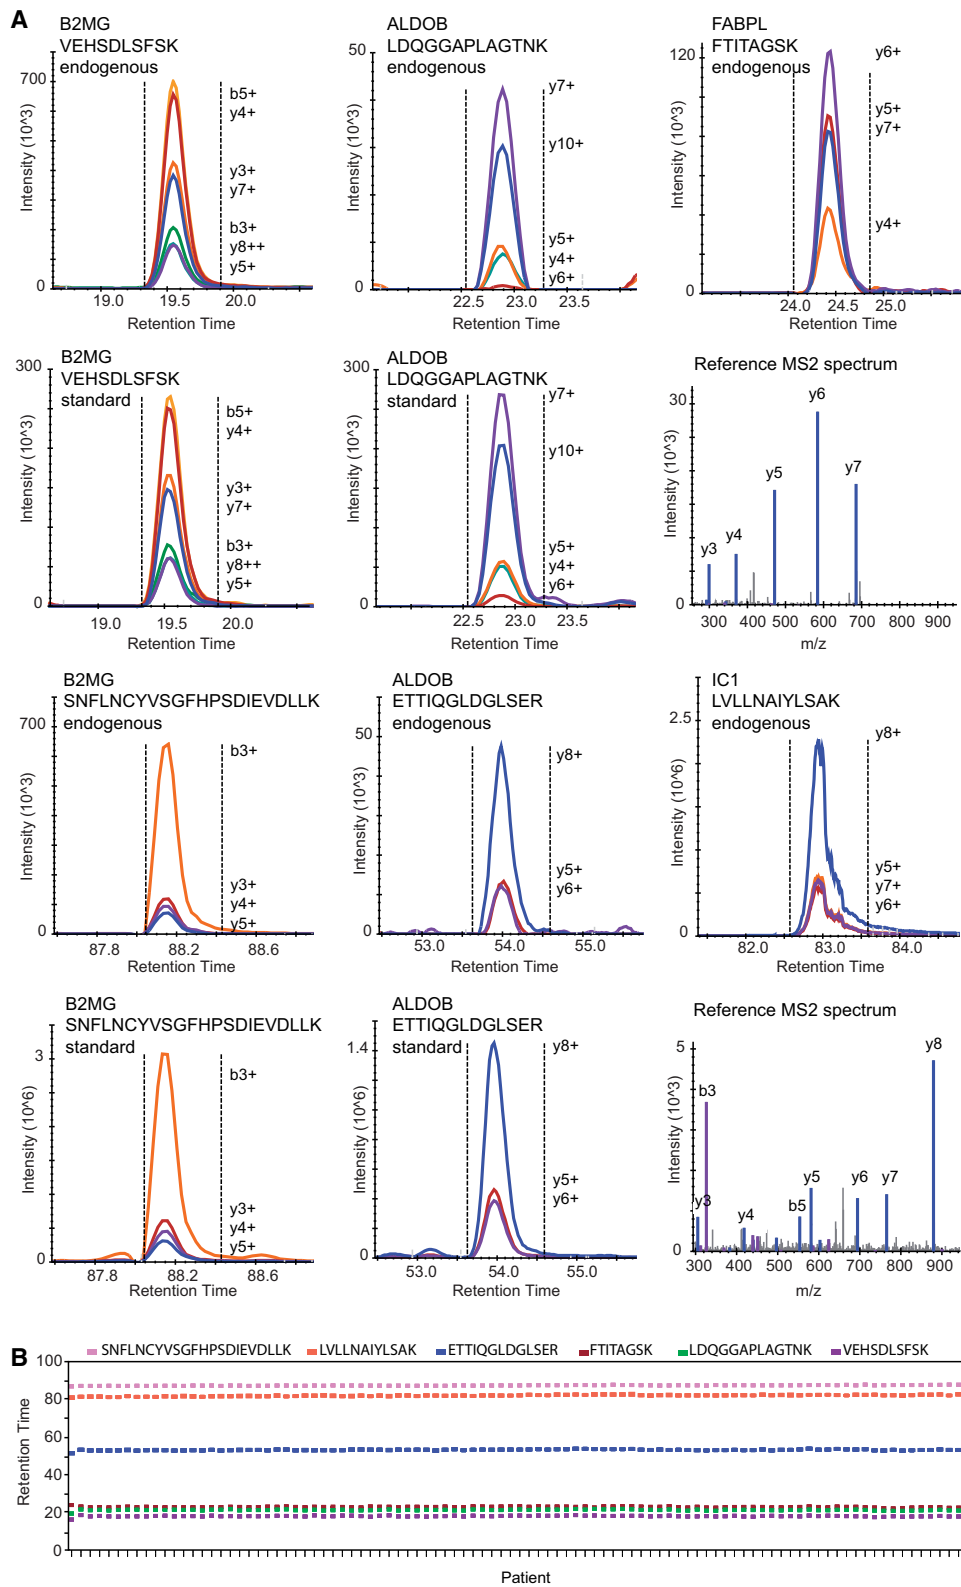 A
B2MG
VEHSDLSFSK
endogenous
700
0
Intensity (10^3)
b5+
y4+
y3+
y7+
b3+
y8++
y5+
19.0 19.5 20.0
Retention Time
ALDOB
LDQGGAPLAGTNK
endogenous
50
0
Intensity (10^3)
y7+
y10+
y5+
y4+
y6+
22.5 23.0 23.5
Retention Time
FABPL
FTITAGSK
endogenous
120
0
Intensity (10^3)
y6+
y5+
y7+
y4+
24.0 24.5 25.0
Retention Time
B2MG
VEHSDLSFSK
standard
300
0
Intensity (10^3)
b5+
y4+
y3+
y7+
b3+
y8++
y5+
19.0 19.5 20.0
Retention Time
ALDOB
LDQGGAPLAGTNK
standard
300
0
Intensity (10^3)
y7+
y10+
y5+
y4+
y6+
22.5 23.0 23.5
Retention Time
Reference MS2 spectrum
30
0
Intensity (10^3)
y3
y4
y5
y6
y7
300 400 500 600 700 800 900
m/z
B2MG
SNFLNCYVSGFHPSDIEVDLLK
endogenous
700
0
Intensity (10^3)
b3+
y3+
y4+
y5+
87.8 88.2 88.6
Retention Time
ALDOB
ETTIQGLDGLSER
endogenous
50
0
Intensity (10^3)
y8+
y5+
y6+
53.0 54.0 55.0
Retention Time
IC1
LVLLNAIYLSAK
endogenous
2.5
0
Intensity (10^6)
y8+
y5+
y7+
y6+
82.0 83.0 84.0
Retention Time
B2MG
SNFLNCYVSGFHPSDIEVDLLK
standard
3
0
Intensity (10^6)
b3+
y3+
y4+
y5+
87.8 88.2 88.6
Retention Time
ALDOB
ETTIQGLDGLSER
standard
1.4
0
Intensity (10^6)
y8+
y5+
y6+
53.0 54.0 55.0
Retention Time
Reference MS2 spectrum
5
0
Intensity (10^3)
y3
b3
y4
b5
y5
y6
y7
y8
300 400 500 600 700 800 900
m/z
B
SNFLNCYVSGFHPSDIEVDLLK LVLLNAIYLSAK ETTIQGLDGLSER FTITAGSK LDQGGAPLAGTNK VEHSDLSFSK
100
80
60
40
20
0
Retention Time
Patient